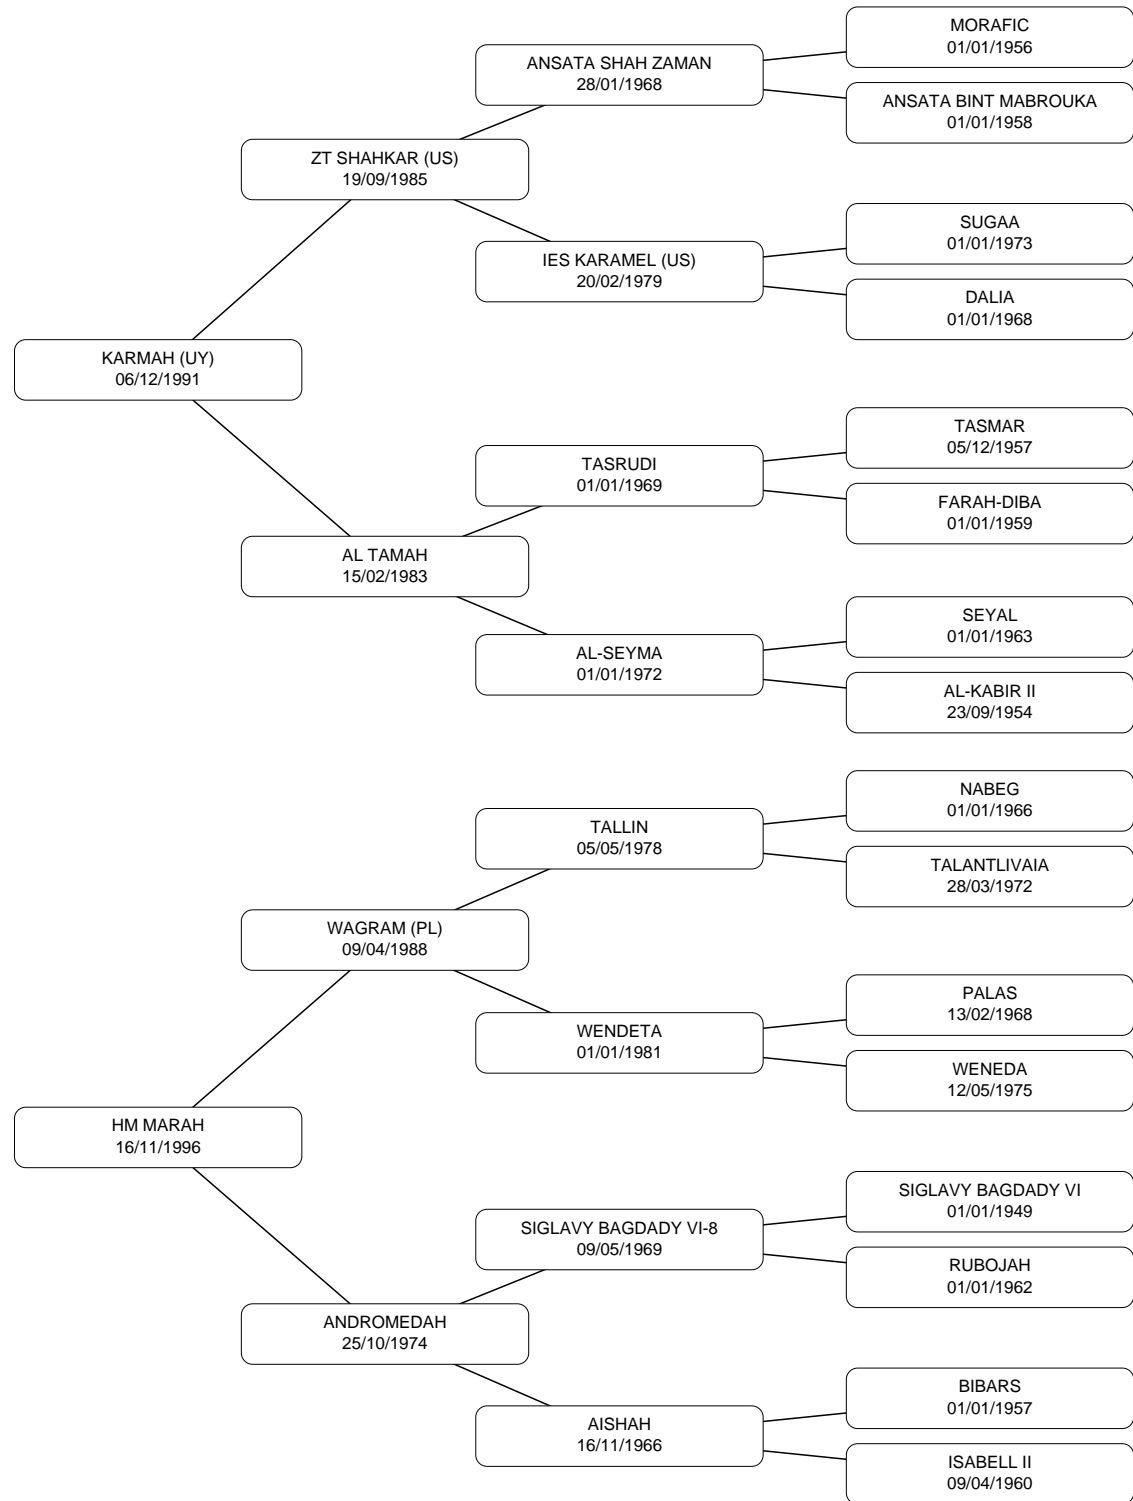 MORAFIC
01/01/1956
ANSATA SHAH ZAMAN
28/01/1968
ANSATA BINT MABROUKA
01/01/1958
ZT SHAHKAR (US)
19/09/1985
SUGAA
01/01/1973
IES KARAMEL (US)
20/02/1979
DALIA
01/01/1968
KARMAH (UY)
06/12/1991
TASMAR
05/12/1957
TASRUDI
01/01/1969
FARAH-DIBA
01/01/1959
AL TAMAH
15/02/1983
SEYAL
01/01/1963
AL-SEYMA
01/01/1972
AL-KABIR II
23/09/1954
NABEG
01/01/1966
TALLIN
05/05/1978
TALANTLIVAIA
28/03/1972
WAGRAM (PL)
09/04/1988
PALAS
13/02/1968
WENDETA
01/01/1981
WENEDA
12/05/1975
HM MARAH
16/11/1996
SIGLAVY BAGDADY VI
01/01/1949
SIGLAVY BAGDADY VI-8
09/05/1969
RUBOJAH
01/01/1962
ANDROMEDAH
25/10/1974
BIBARS
01/01/1957
AISHAH
16/11/1966
ISABELL II
09/04/1960